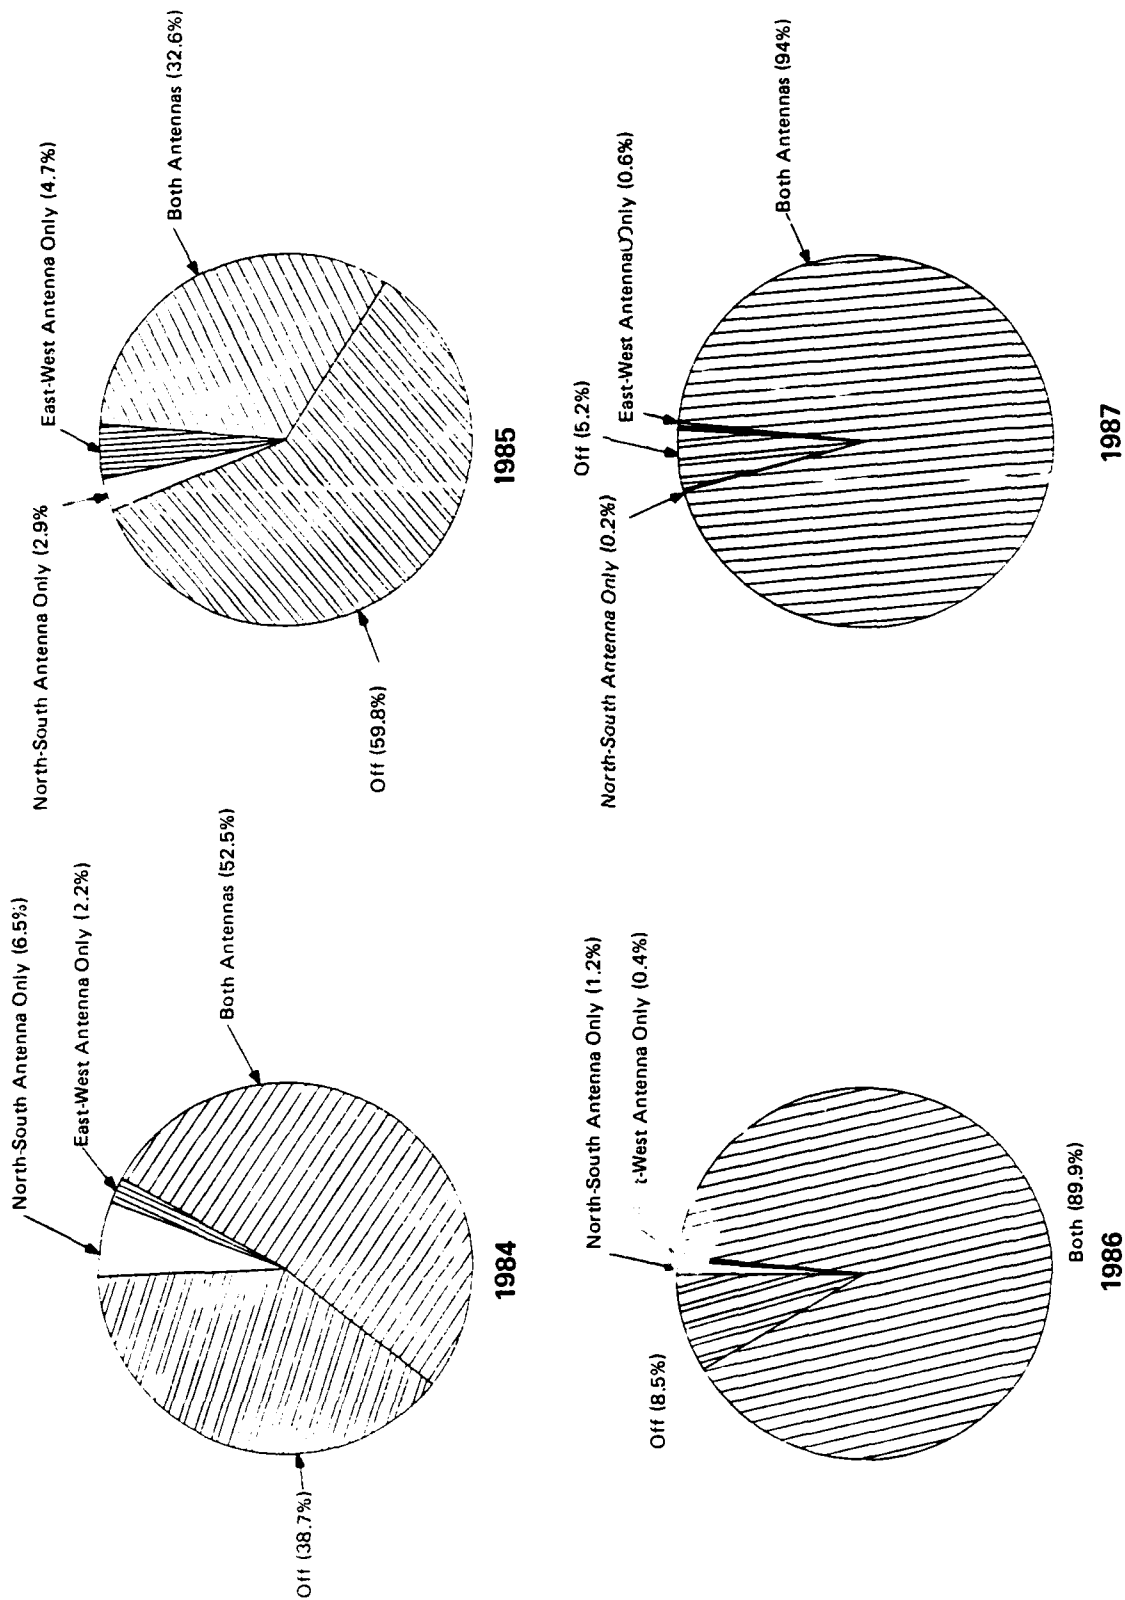 North-South Antenna Only (6.5%)
East-West Antenna Only (2.2%)
Both Antennas (52.5%)
Off (38.7%)
1984
North-South Antenna Only (2.9%
East-West Antenna Only (4.7%)
Both Antennas (32.6%)
Off (59.8%)
1985
North-South Antenna Only (1.2%)
t-West Antenna Only (0.4%)
Off (8.5%)
Both (89.9%)
1986
Off (5.2%)
North-South Antenna Only (0.2%)
East-West Antenna Only (0.6%)
Both Antennas (94%)
1987